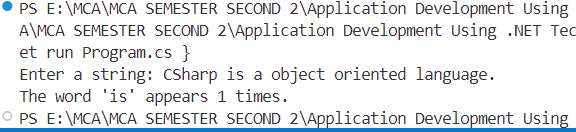 PS E:\MCA\MCA SEMESTER SECOND 2\Application Development Using
A\MCA SEMESTER SECOND 2\Application Development Using .NET Tec
et run Program.cs }
Enter a string: CSharp is a object oriented language.
The word 'is' appears 1 times.
PS E:\MCA\MCA SEMESTER SECOND 2\Application Development Using